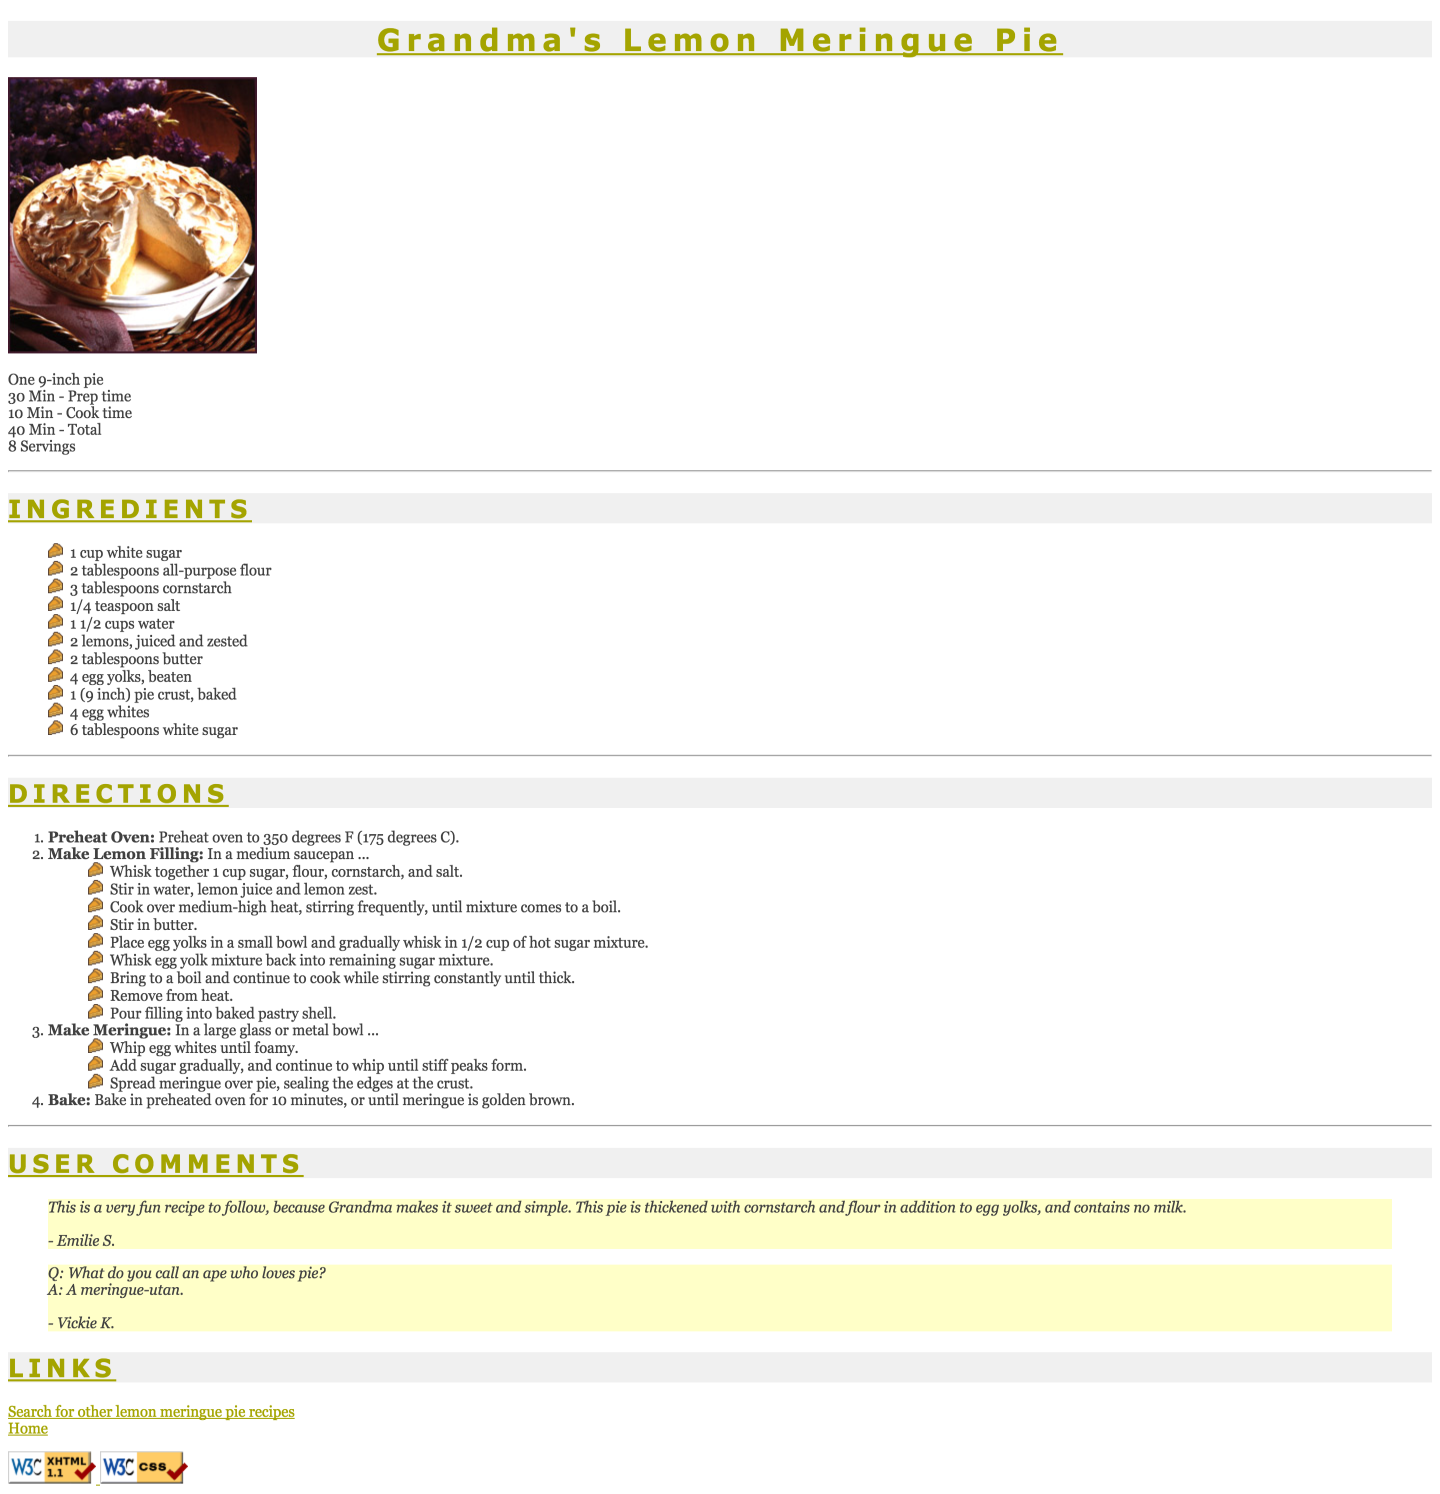 Grandma's Lemon Meringue Pie
One 9-inch pie
30 Min - Prep time
10 Min - Cook time
40 Min - Total
8 Servings
INGREDIENTS
1 cup white sugar
2 tablespoons all-purpose flour
3 tablespoons cornstarch
1/4 teaspoon salt
1 1/2 cups water
2 lemons, juiced and zested
2 tablespoons butter
4 egg yolks, beaten
1 (9 inch) pie crust, baked
4 egg whites
6 tablespoons white sugar
DIRECTIONS
1. Preheat Oven: Preheat oven to 350 degrees F (175 degrees C).
2. Make Lemon Filling: In a medium saucepan ...
Whisk together 1 cup sugar, flour, cornstarch, and salt.
Stir in water, lemon juice and lemon zest.
Cook over medium-high heat, stirring frequently, until mixture comes to a boil.
Stir in butter.
Place egg yolks in a small bowl and gradually whisk in 1/2 cup of hot sugar mixture.
Whisk egg yolk mixture back into remaining sugar mixture.
Bring to a boil and continue to cook while stirring constantly until thick.
Remove from heat.
Pour filling into baked pastry shell.
3. Make Meringue: In a large glass or metal bowl ...
Whip egg whites until foamy.
Add sugar gradually, and continue to whip until stiff peaks form.
Spread meringue over pie, sealing the edges at the crust.
4. Bake: Bake in preheated oven for 10 minutes, or until meringue is golden brown.
USER COMMENTS
This is a very fun recipe to follow, because Grandma makes it sweet and simple. This pie is thickened with cornstarch and flour in addition to egg yolks, and contains no milk.
- Emilie S.
Q: What do you call an ape who loves pie?
A: A meringue-utan.
- Vickie K.
LINKS
Search for other lemon meringue pie recipes
Home
W3C XHTML 1.1 W3C CSS